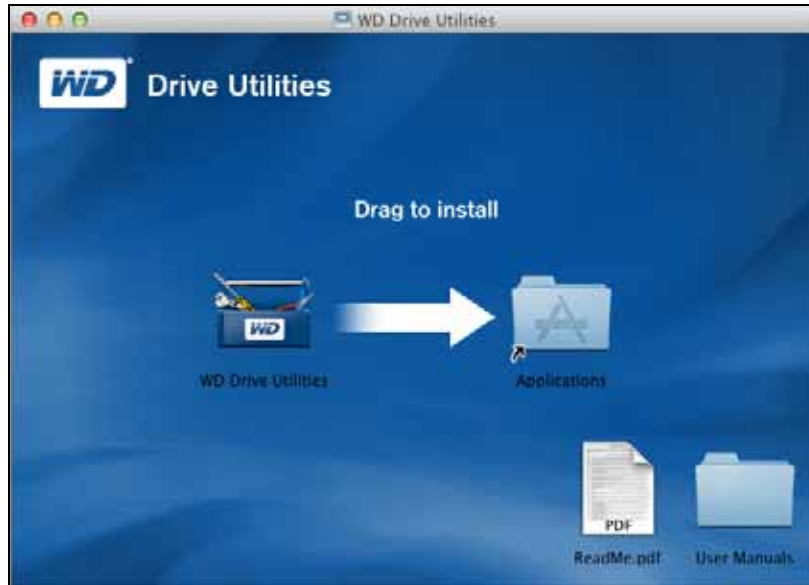 WD Drive Utilities
WD Drive Utilities
Drag to install
WD
WD Drive Utilities
Applications
PDF
ReadMe.pdf
User Manuals